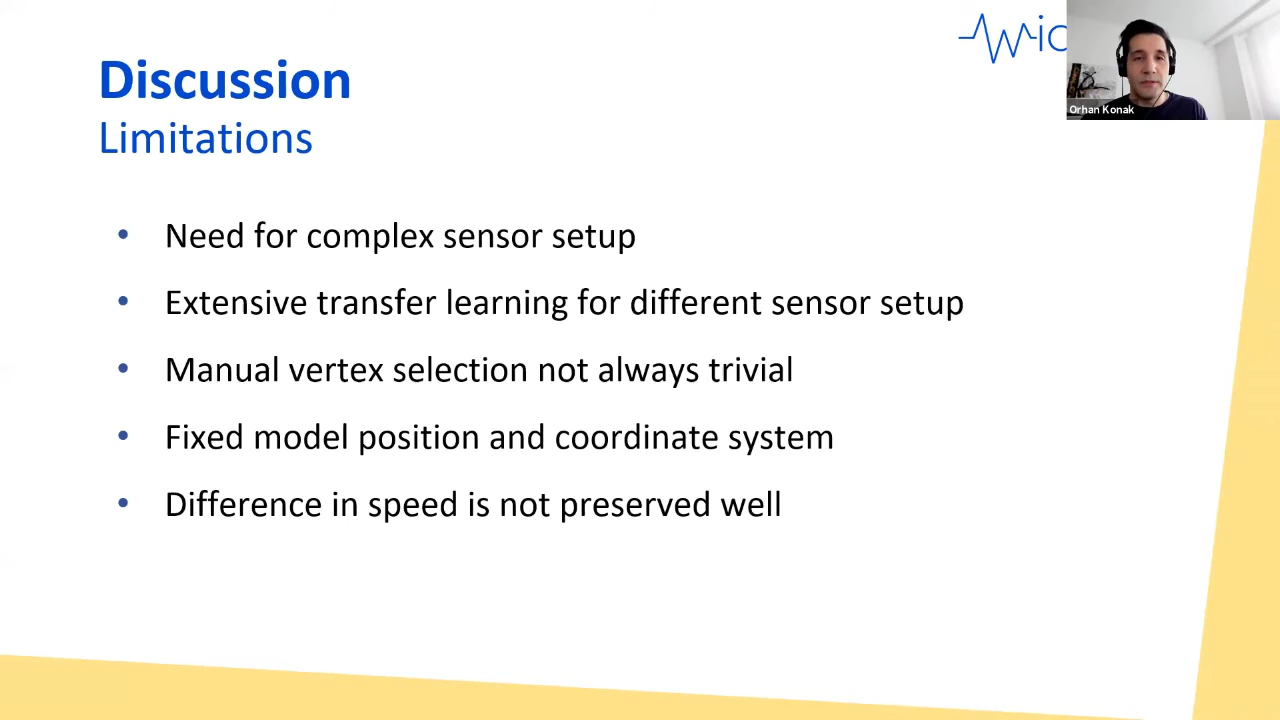 Discussion
Limitations
Orhan Konak
• Need for complex sensor setup
• Extensive transfer learning for different sensor setup
• Manual vertex selection not always trivial
• Fixed model position and coordinate system
• Difference in speed is not preserved well